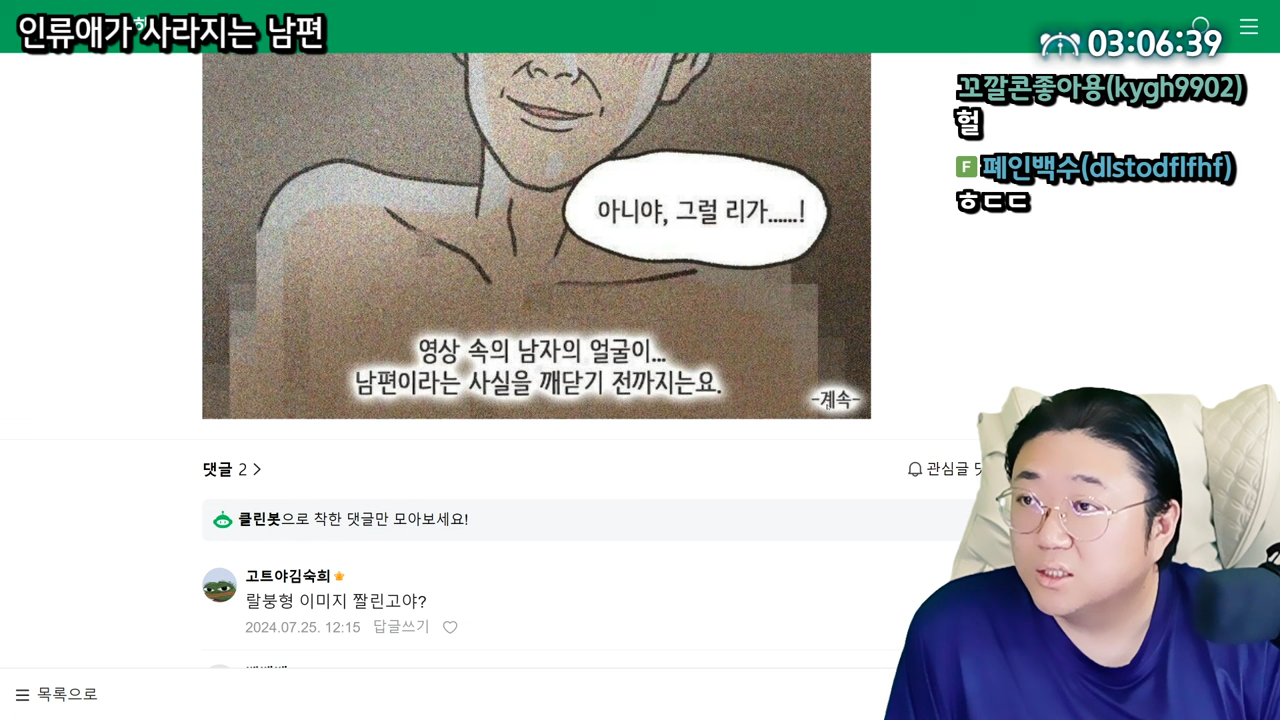 인류애가 사라지는 남편
03:06:39
꼬깔콘좋아용(kygh9902)
헐
F 폐인백수(dlstodflfhf)
ㅎㄷㄷ
아니야, 그럴 리가......!
영상 속의 남자의 얼굴이...
남편이라는 사실을 깨닫기 전까지는요.
-계속-
댓글 2
관심글
클린봇으로 착한 댓글만 모아보세요!
고트야김숙희
랄붕형 이미지 짤린고야?
2024.07.25. 12:15 답글쓰기
목록으로